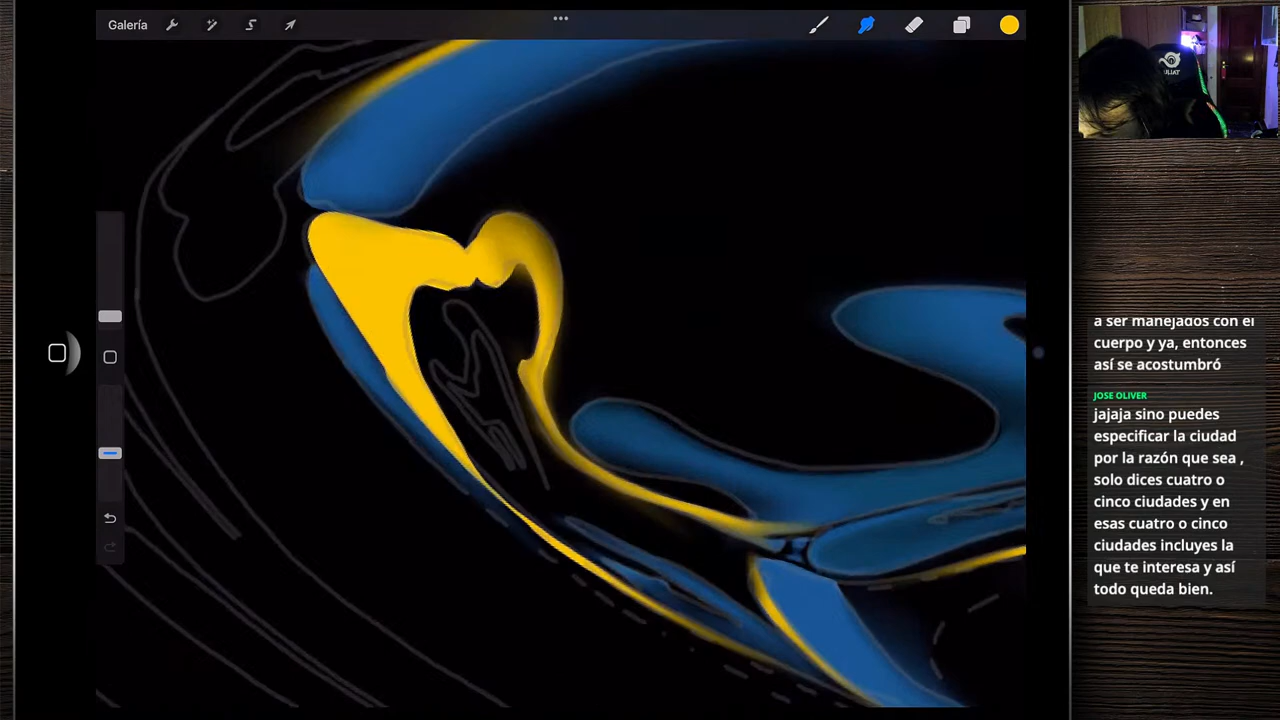 Galería
a ser manejados con el
cuerpo y ya, entonces
así se acostumbró
JOSE OLIVER
jajaja sino puedes
especificar la ciudad
por la razón que sea ,
solo dices cuatro o
cinco ciudades y en
esas cuatro o cinco
ciudades incluyes la
que te interesa y así
todo queda bien.